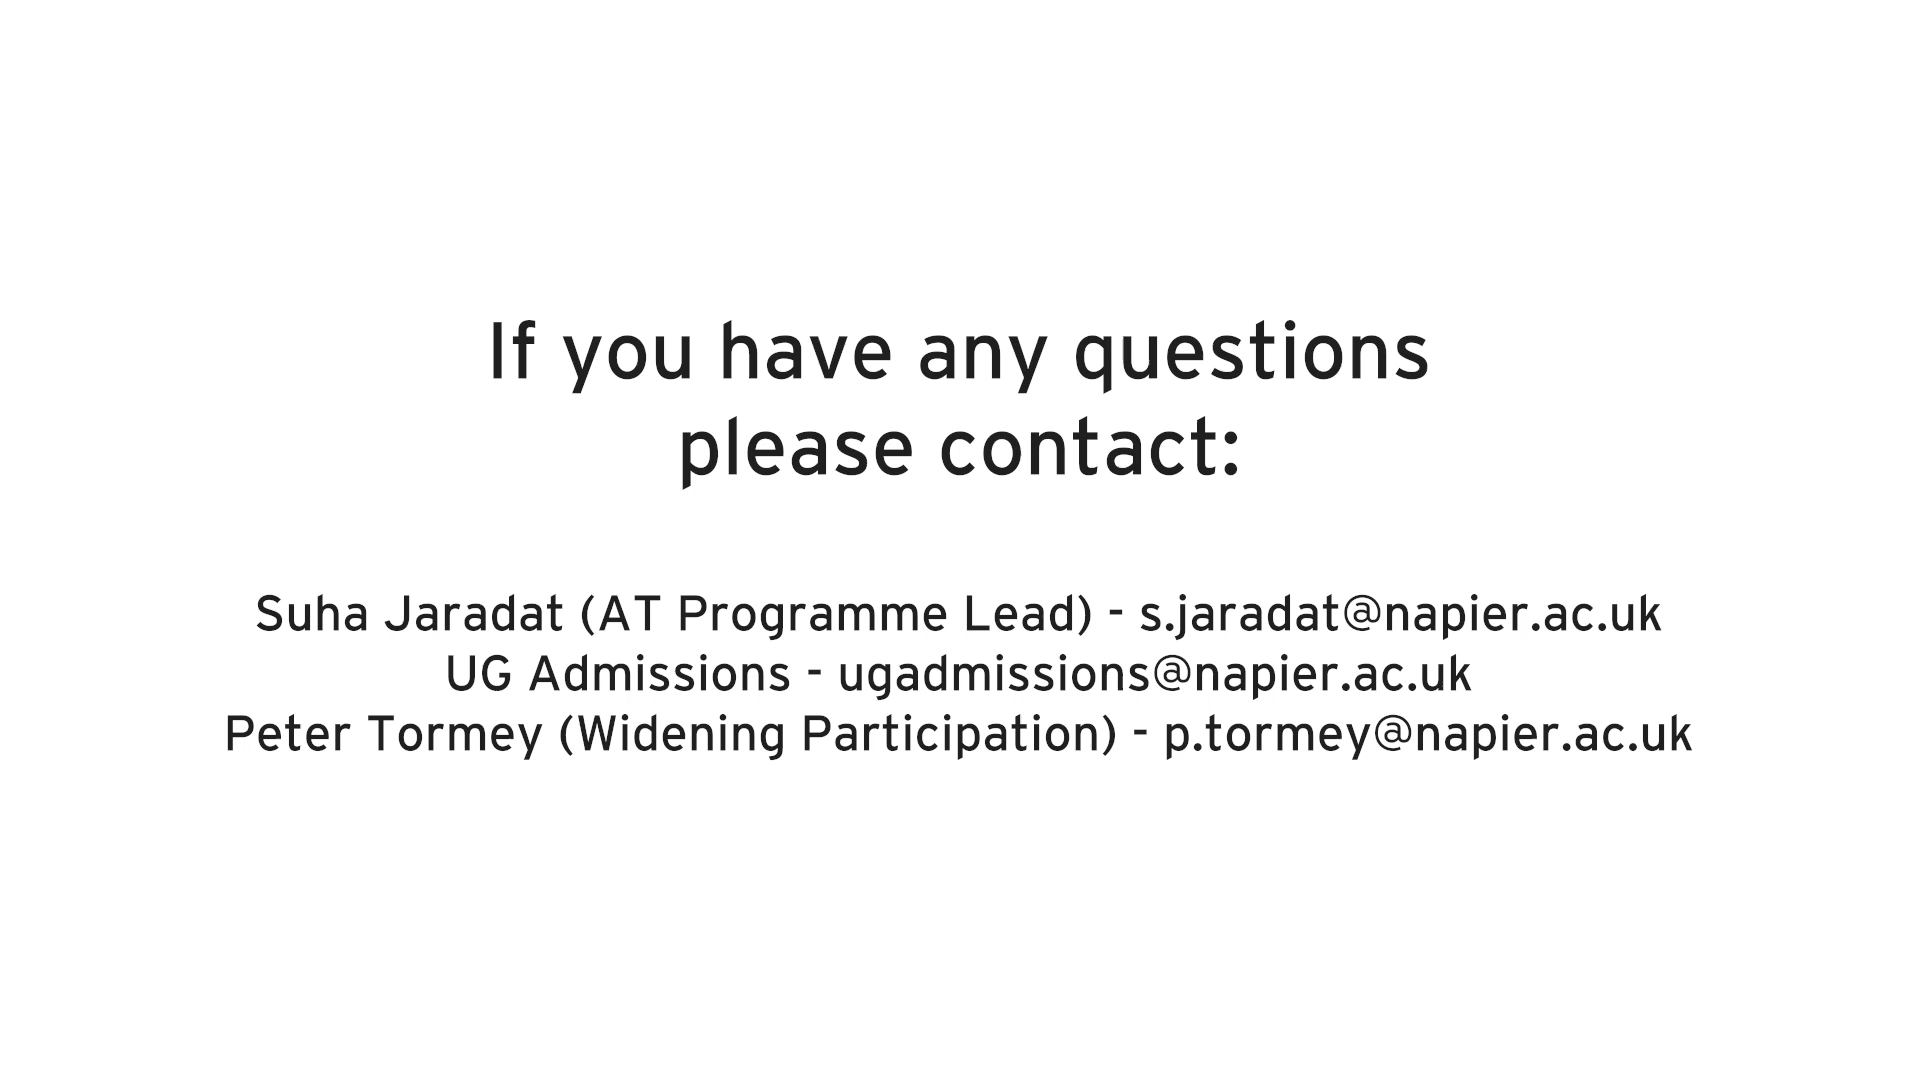 If you have any questions
please contact:
Suha Jaradat (AT Programme Lead) - s.jaradat@napier.ac.uk
UG Admissions - ugadmissions@napier.ac.uk
Peter Tormey (Widening Participation) - p.tormey@napier.ac.uk